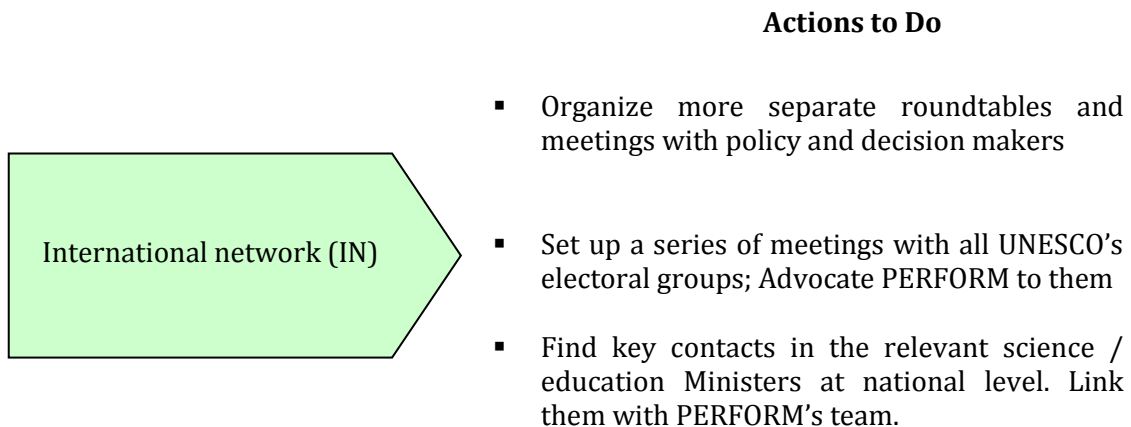 Actions to Do
▪ Organize more separate roundtables and
meetings with policy and decision makers
International network (IN)
▪ Set up a series of meetings with all UNESCO’s
electoral groups; Advocate PERFORM to them
▪ Find key contacts in the relevant science /
education Ministers at national level. Link
them with PERFORM’s team.